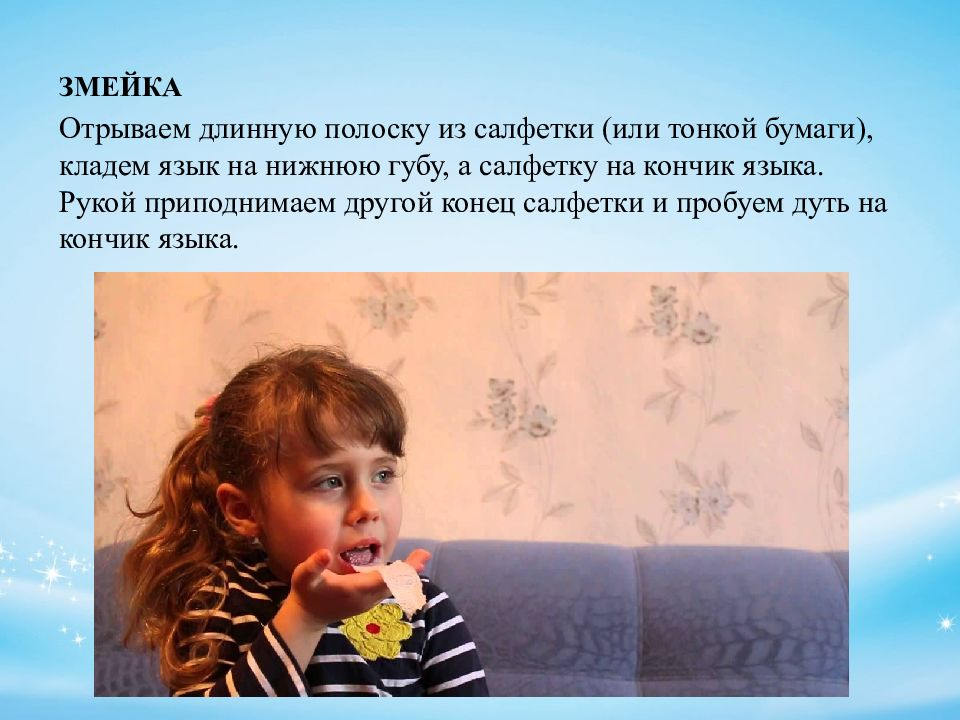 ЗМЕЙКА
Отрываем длинную полоску из салфетки (или тонкой бумаги),
кладем язык на нижнюю губу, а салфетку на кончик языка.
Рукой приподнимаем другой конец салфетки и пробуем дуть на
кончик языка.